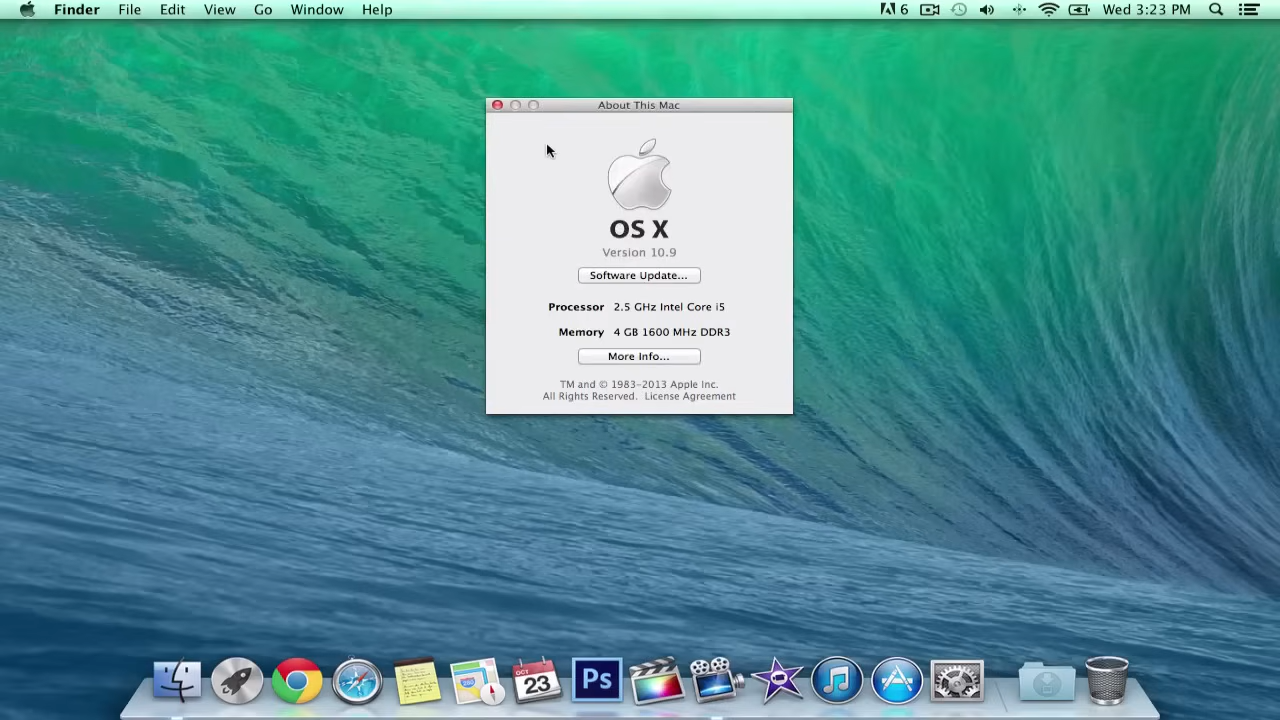 Finder File Edit View Go Window Help 6 Wed 3:23 PM
About This Mac
OS X
Version 10.9
Software Update...
Processor 2.5 GHz Intel Core i5
Memory 4 GB 1600 MHz DDR3
More Info...
TM and © 1983–2013 Apple Inc.
All Rights Reserved. License Agreement
OCT
23
Ps